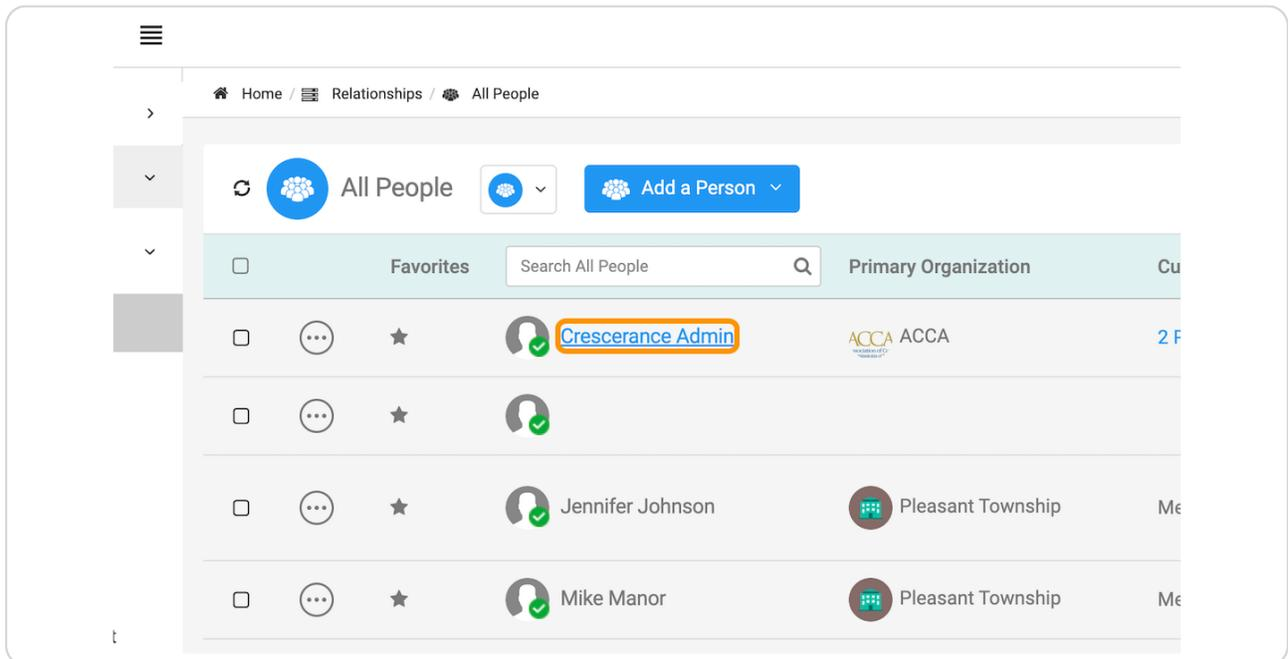 Home / Relationships / All People
All People
Add a Person
Favorites
Search All People
Primary Organization
Cu
Crescerance Admin
ACCA
ACCA
2 F
Jennifer Johnson
Pleasant Township
Me
Mike Manor
Pleasant Township
Me
t